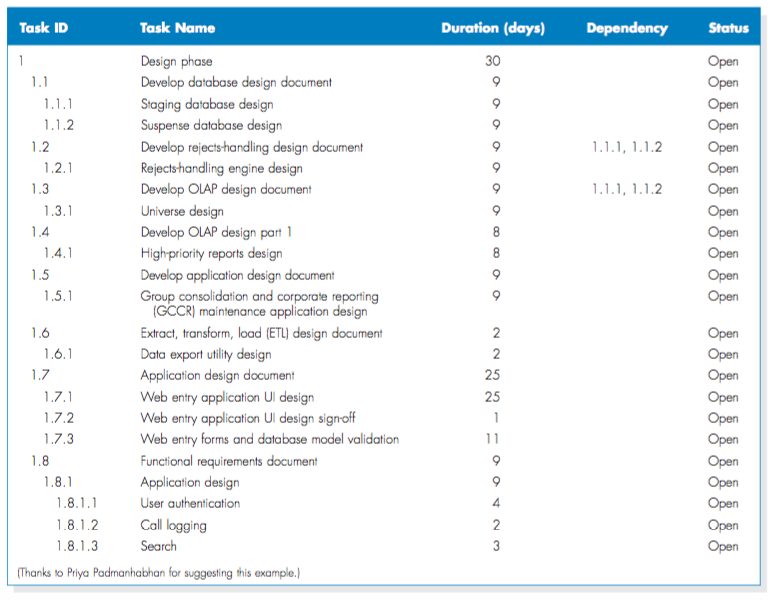 Task ID Task Name Duration (days) Dependency Status
1 Design phase 30 Open
1.1 Develop database design document 9 Open
1.1.1 Staging database design 9 Open
1.1.2 Suspense database design 9 Open
1.2 Develop rejects-handling design document 9 1.1.1, 1.1.2 Open
1.2.1 Rejects-handling engine design 9 Open
1.3 Develop OLAP design document 9 1.1.1, 1.1.2 Open
1.3.1 Universe design 9 Open
1.4 Develop OLAP design part 1 8 Open
1.4.1 High-priority reports design 8 Open
1.5 Develop application design document 9 Open
1.5.1 Group consolidation and corporate reporting 9 Open
(GCCR) maintenance application design
1.6 Extract, transform, load (ETL) design document 2 Open
1.6.1 Data export utility design 2 Open
1.7 Application design document 25 Open
1.7.1 Web entry application UI design 25 Open
1.7.2 Web entry application UI design sign-off 1 Open
1.7.3 Web entry forms and database model validation 11 Open
1.8 Functional requirements document 9 Open
1.8.1 Application design 9 Open
1.8.1.1 User authentication 4 Open
1.8.1.2 Call logging 2 Open
1.8.1.3 Search 3 Open
(Thanks to Priya Padmanhabhan for suggesting this example.)